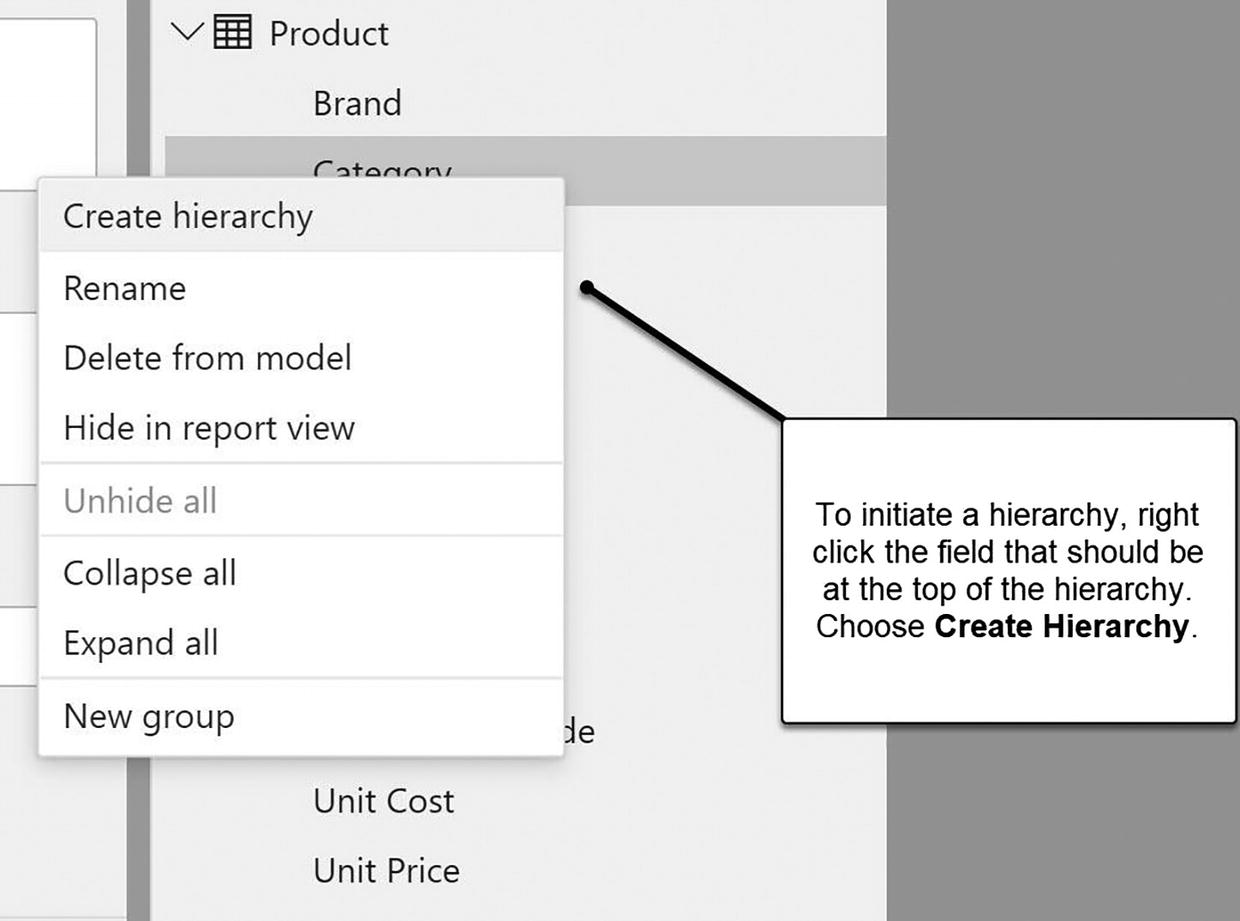 Product
Brand
Category
Create hierarchy
Rename
Delete from model
Hide in report view
Unhide all
Collapse all
Expand all
New group
de
Unit Cost
Unit Price
To initiate a hierarchy, right
click the field that should be
at the top of the hierarchy.
Choose Create Hierarchy.